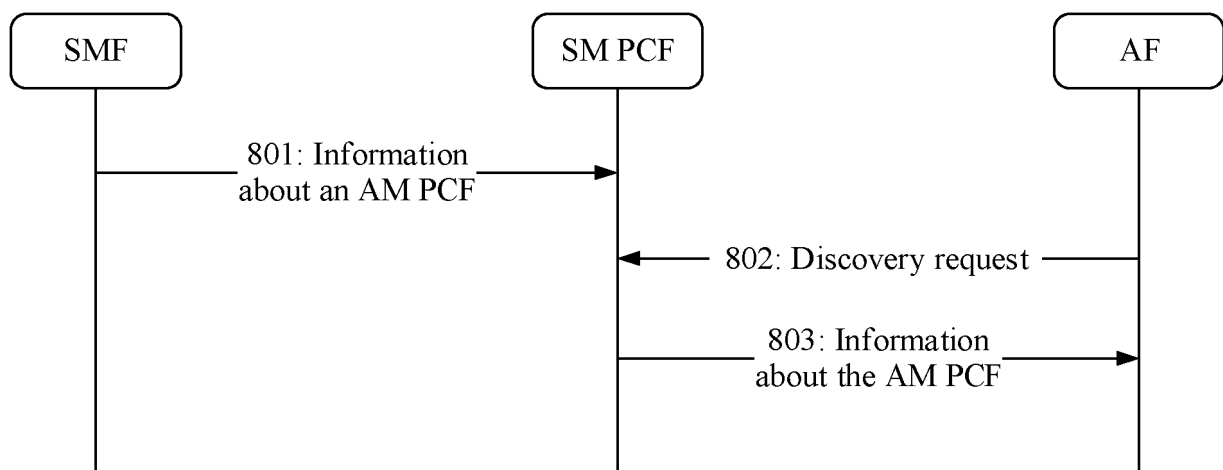 SMF
SM PCF
AF
801: Information
about an AM PCF
802: Discovery request
803: Information
about the AM PCF